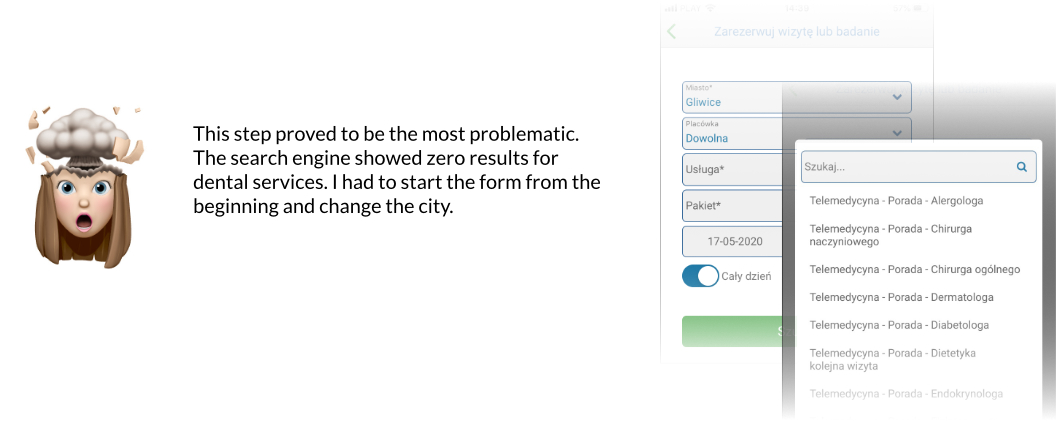 This step proved to be the most problematic.
The search engine showed zero results for
dental services. I had to start the form from the
beginning and change the city.
Zarezerwuj wizytę lub badanie
Miasto*
Gliwice
Placówka
Dowolna
Usługa*
Pakiet*
17-05-2020
Cały dzień
Szukaj...
Telemedycyna - Porada - Alergologa
Telemedycyna - Porada - Chirurga
naczyniowego
Telemedycyna - Porada - Chirurga ogólnego
Telemedycyna - Porada - Dermatologa
Telemedycyna - Porada - Diabetologa
Telemedycyna - Porada - Dietetyka
kolejna wizyta
Telemedycyna - Porada - Endokrynologa